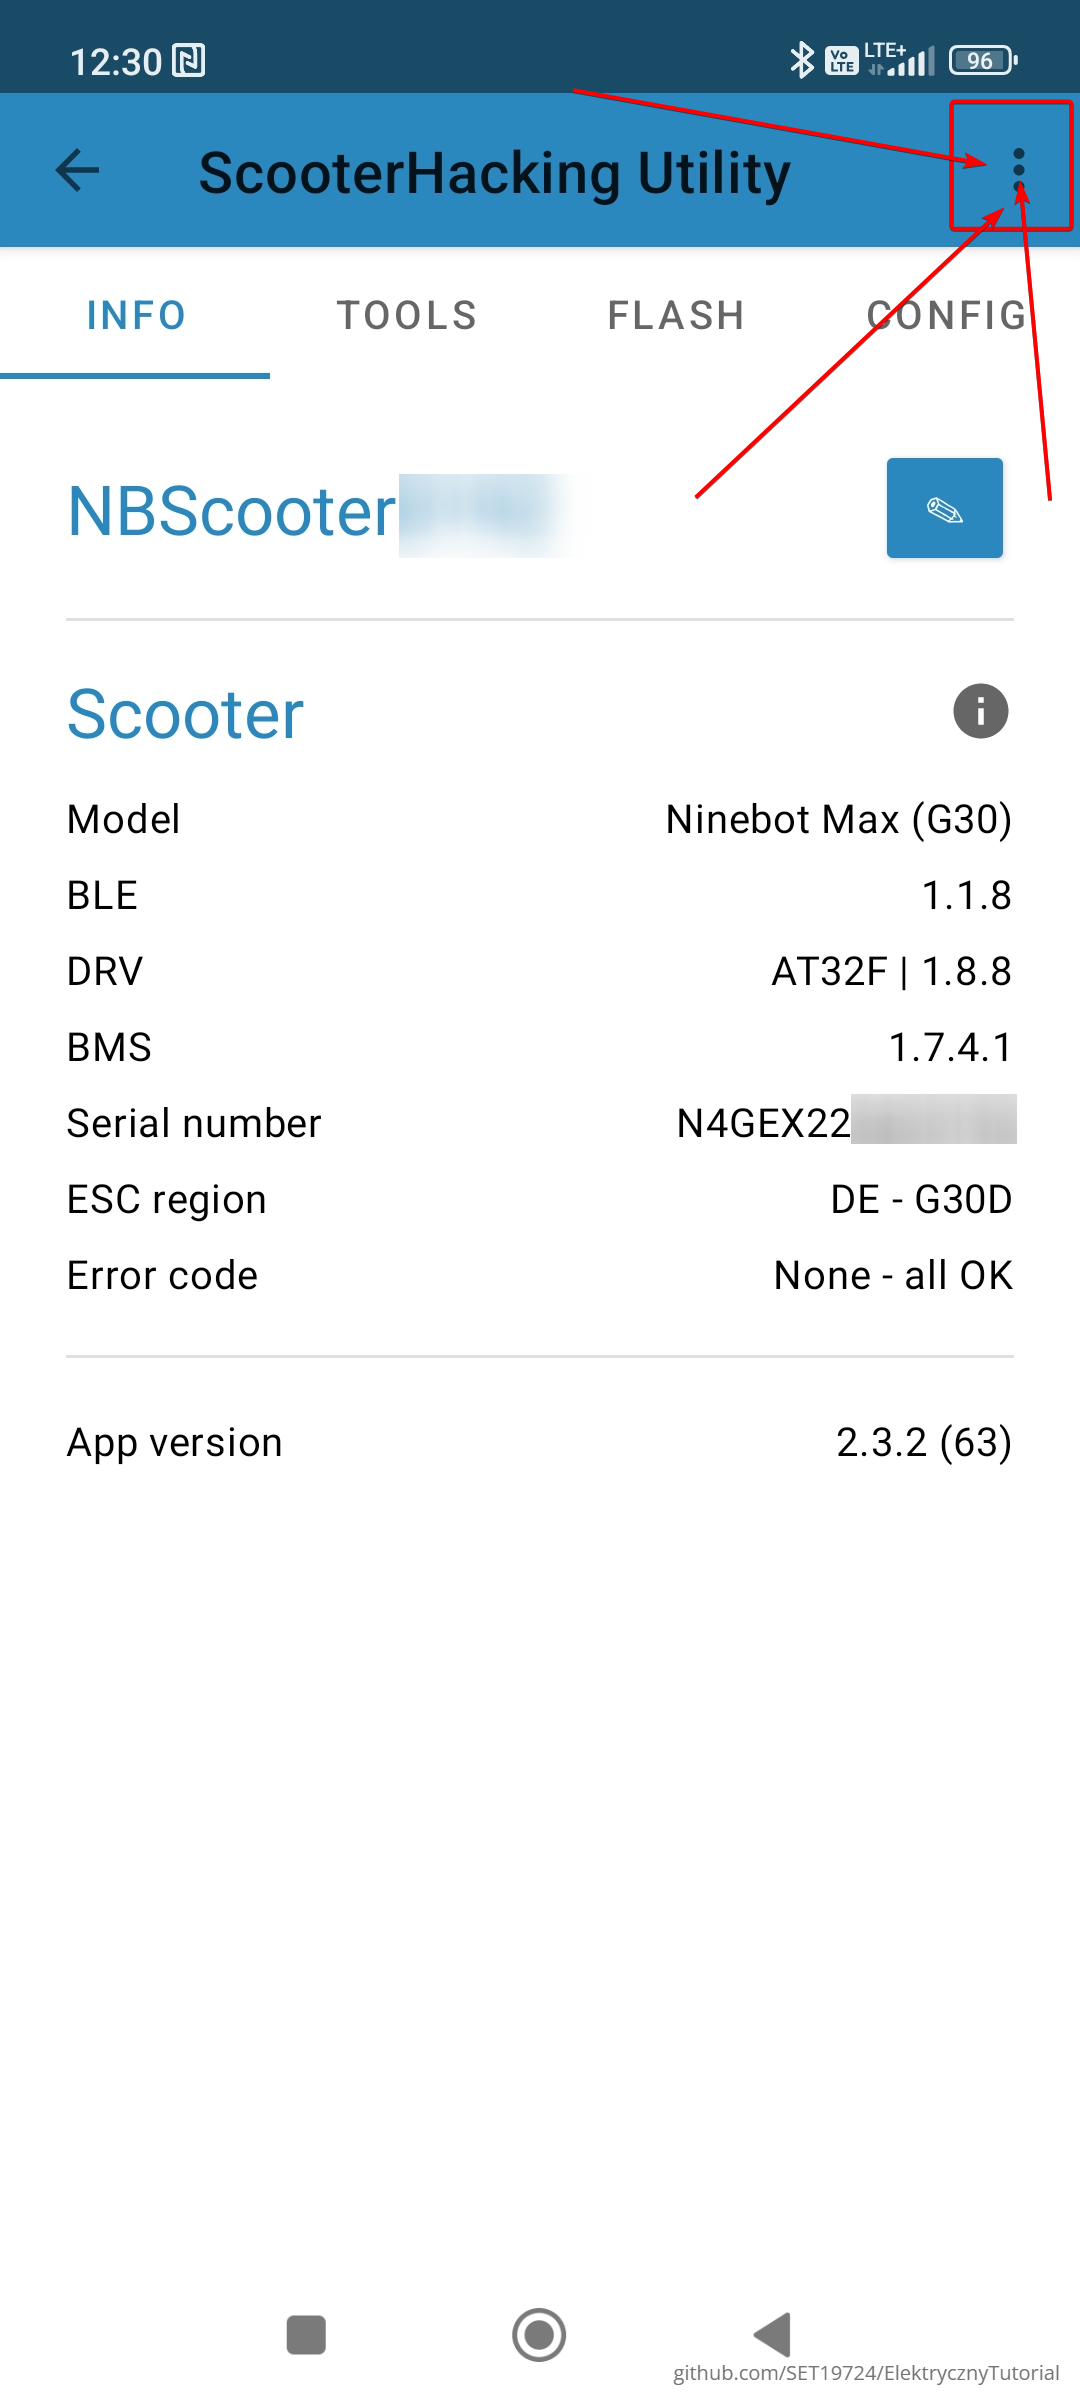 12:30 Vo LTE LTE+ 96
ScooterHacking Utility
INFO TOOLS FLASH CONFIG
NBScooter
Scooter
Model Ninebot Max (G30)
BLE 1.1.8
DRV AT32F | 1.8.8
BMS 1.7.4.1
Serial number N4GEX22
ESC region DE - G30D
Error code None - all OK
App version 2.3.2 (63)
github.com/SET19724/ElektrycznyTutorial